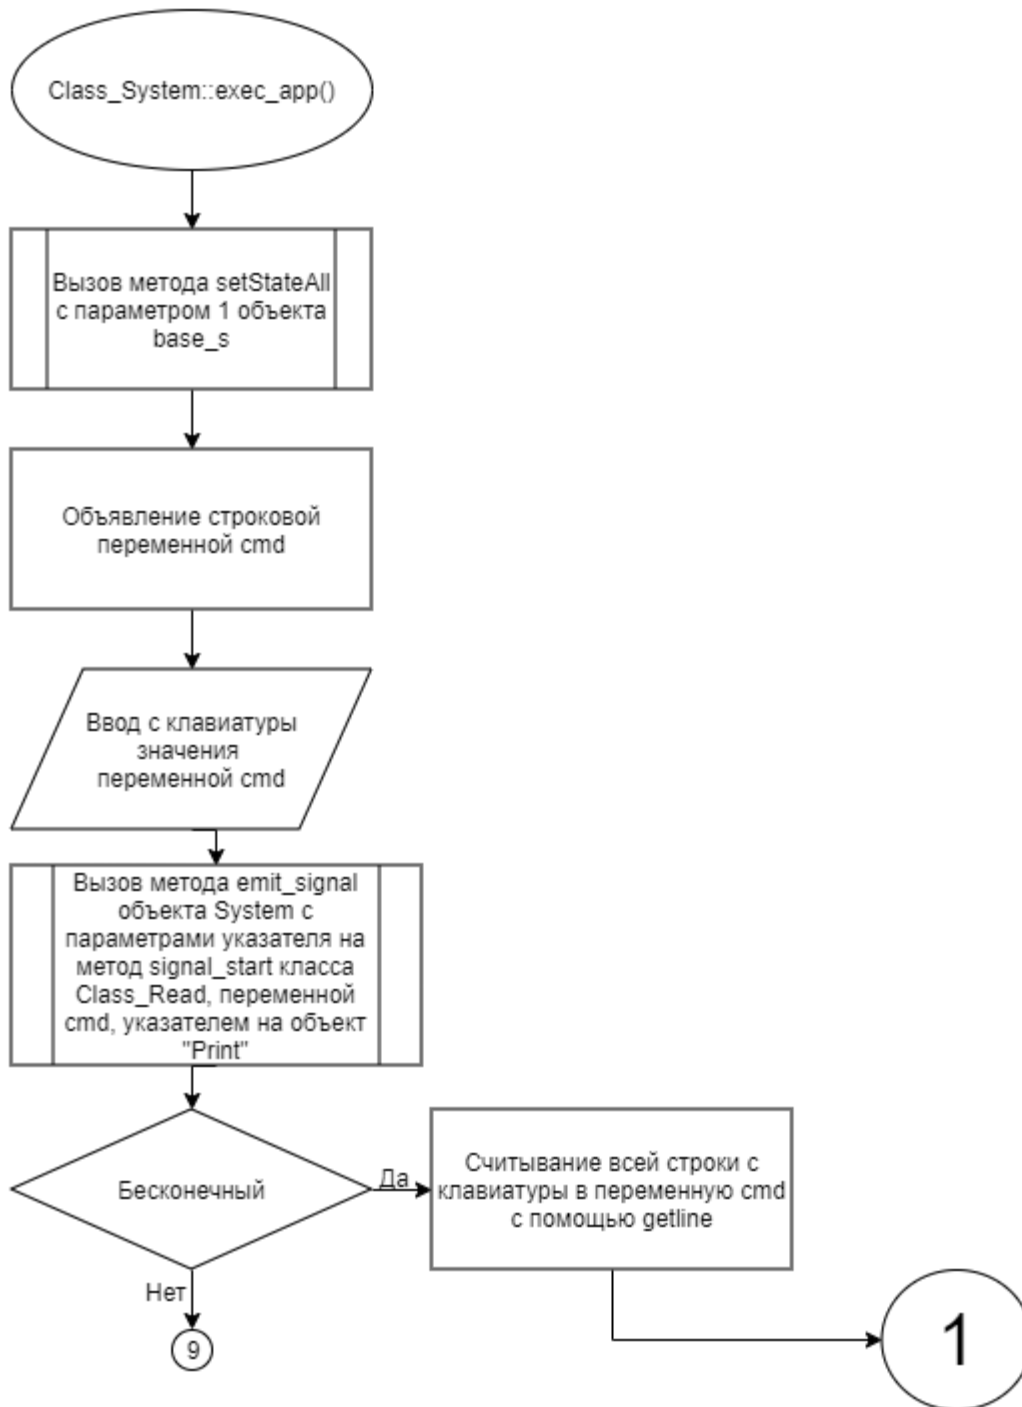 Class_System::exec_app()
Вызов метода setStateAll
с параметром 1 объекта
base_s
Объявление строковой
переменной cmd
Ввод с клавиатуры
значения
переменной cmd
Вызов метода emit_signal
объекта System с
параметрами указателя на
метод signal_start класса
Class_Read, переменной
cmd, указателем на объект
"Print"
Бесконечный
Да
Считывание всей строки с
клавиатуры в переменную cmd
с помощью getline
Нет
9
1